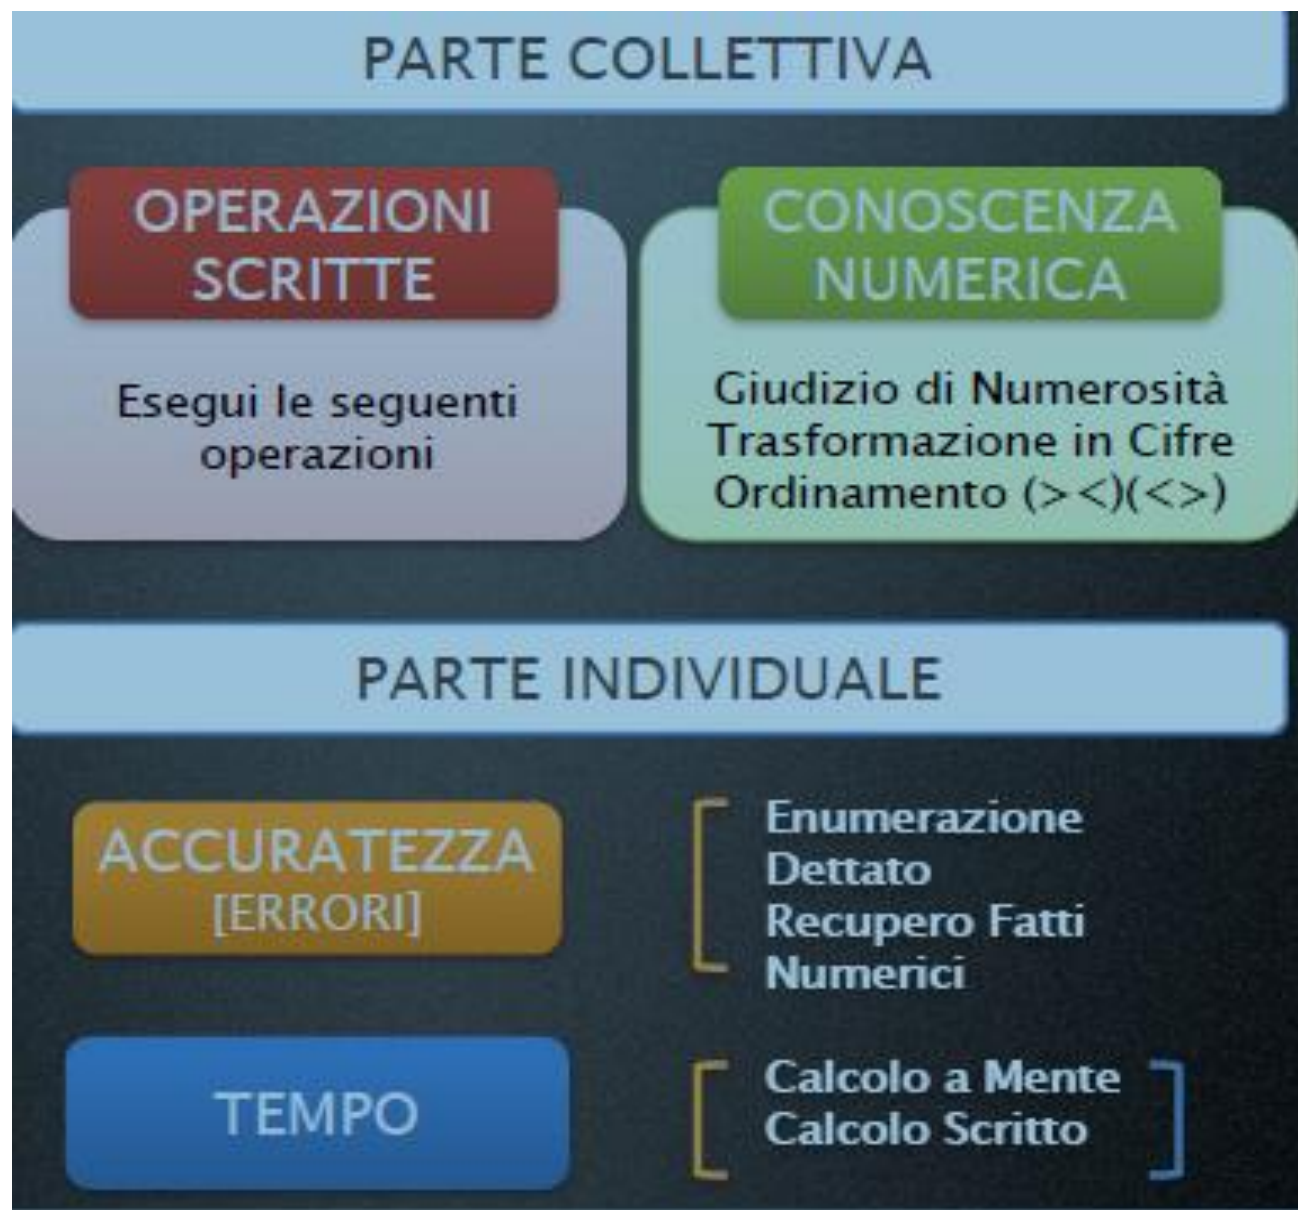 PARTE COLLETTIVA
OPERAZIONI
SCRITTE
Esegui le seguenti
operazioni
CONOSCENZA
NUMERICA
Giudizio di Numerosità
Trasformazione in Cifre
Ordinamento (><)(<>)
PARTE INDIVIDUALE
ACCURATEZZA
[ERRORI]
Enumerazione
Dettato
Recupero Fatti
Numerici
TEMPO
Calcolo a Mente
Calcolo Scritto